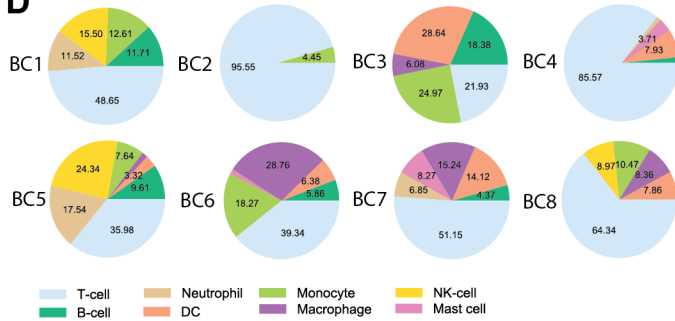 D
BC1
15.50
12.61
11.52
11.71
48.65
BC2
95.55
4.45
BC3
28.64
18.38
6.08
24.97
21.93
BC4
3.71
7.93
85.57
BC5
24.34
7.64
3.32
9.61
17.54
35.98
BC6
28.76
6.38
5.86
18.27
39.34
BC7
15.24
8.27
14.12
6.85
4.37
51.15
BC8
8.97
10.47
8.36
7.86
64.34
T-cell
Neutrophil
Monocyte
NK-cell
B-cell
DC
Macrophage
Mast cell